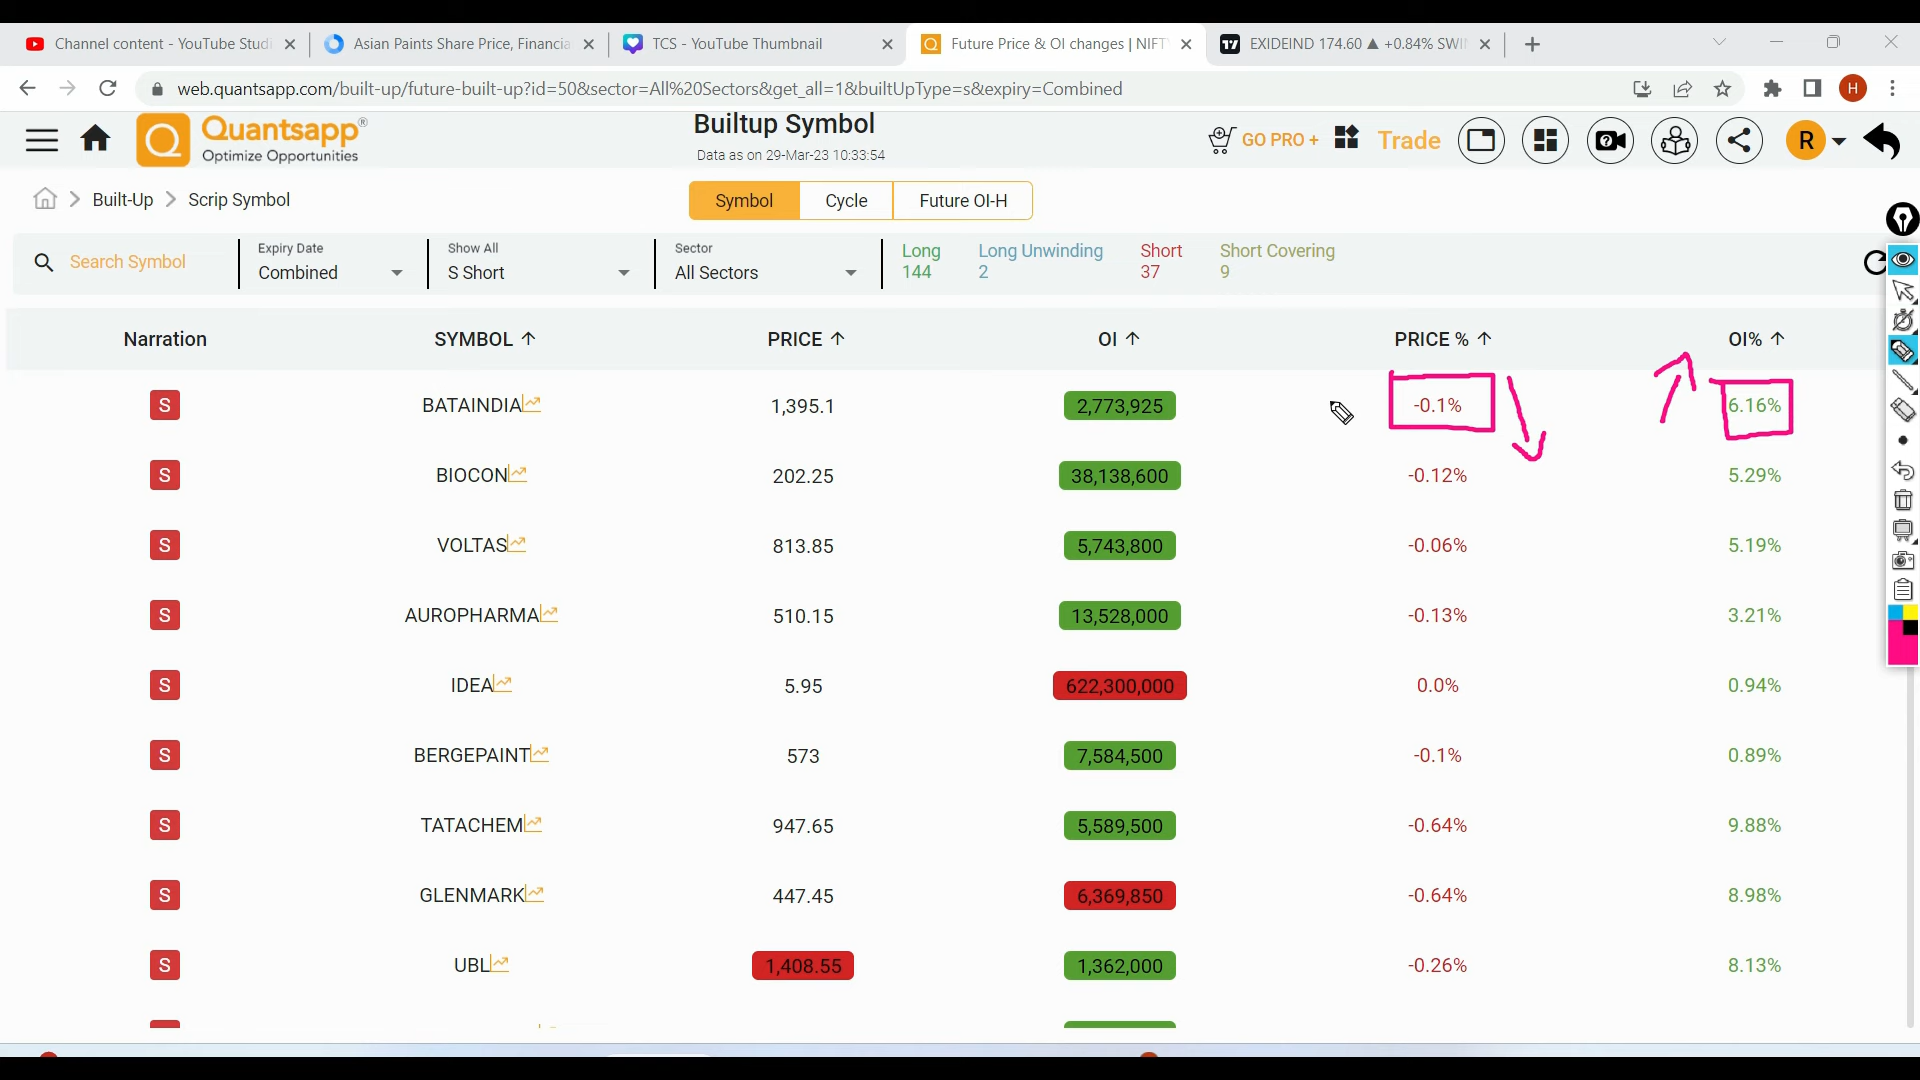 Channel content - YouTube Studi
Asian Paints Share Price, Financia
TCS - YouTube Thumbnail
Future Price & OI changes | NIFT
EXIDEIND 174.60 ▲ +0.84% SWI
web.quantsapp.com/built-up/future-built-up?id=50&sector=All%20Sectors&get_all=1&builtUpType=s&expiry=Combined
H
Quantsapp®
Optimize Opportunities
Builtup Symbol
Data as on 29-Mar-23 10:33:54
GO PRO +
Trade
R
Built-Up > Scrip Symbol
Symbol Cycle Future OI-H
Search Symbol
Expiry Date
Combined
Show All
S Short
Sector
All Sectors
Long
144
Long Unwinding
2
Short
37
Short Covering
9
Narration SYMBOL ↑ PRICE ↑ OI ↑ PRICE % ↑ OI% ↑
S BATAINDIA 1,395.1 2,773,925 -0.1% 6.16%
S BIOCON 202.25 38,138,600 -0.12% 5.29%
S VOLTAS 813.85 5,743,800 -0.06% 5.19%
S AUROPHARMA 510.15 13,528,000 -0.13% 3.21%
S IDEA 5.95 622,300,000 0.0% 0.94%
S BERGEPAINT 573 7,584,500 -0.1% 0.89%
S TATACHEM 947.65 5,589,500 -0.64% 9.88%
S GLENMARK 447.45 6,369,850 -0.64% 8.98%
S UBL 1,408.55 1,362,000 -0.26% 8.13%